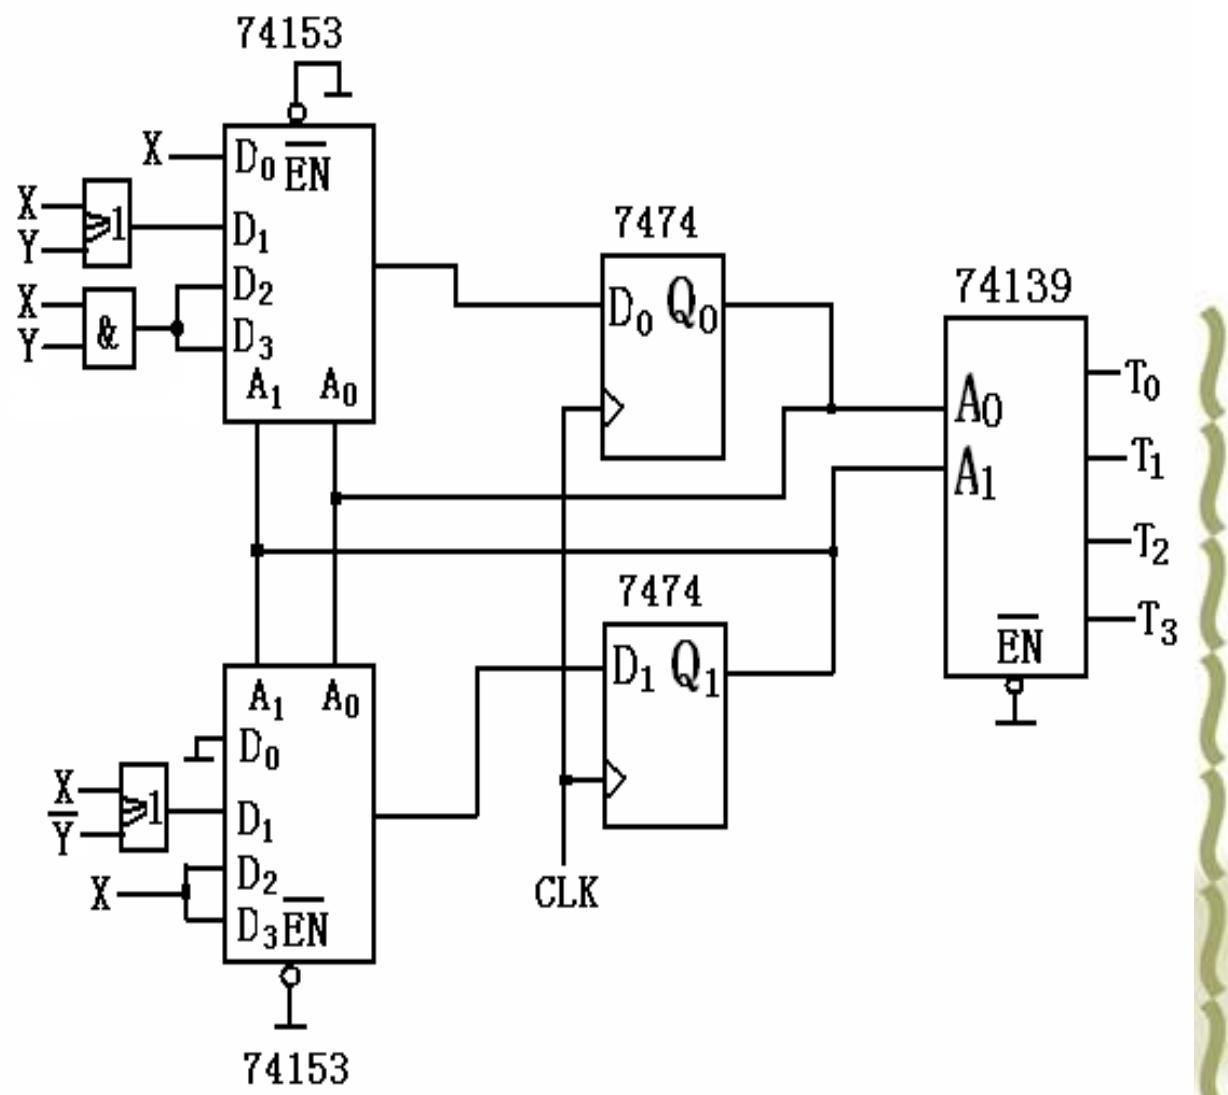 74153
X
D0 EN
X
Y
≥1
D1
X
Y
&
D2
D3
A1 A0
7474
D0 Q0
74139
A0
A1
T0
T1
T2
T3
EN
7474
D1 Q1
A1 A0
D0
X
Y
≥1
D1
X
D2
D3 EN
CLK
74153